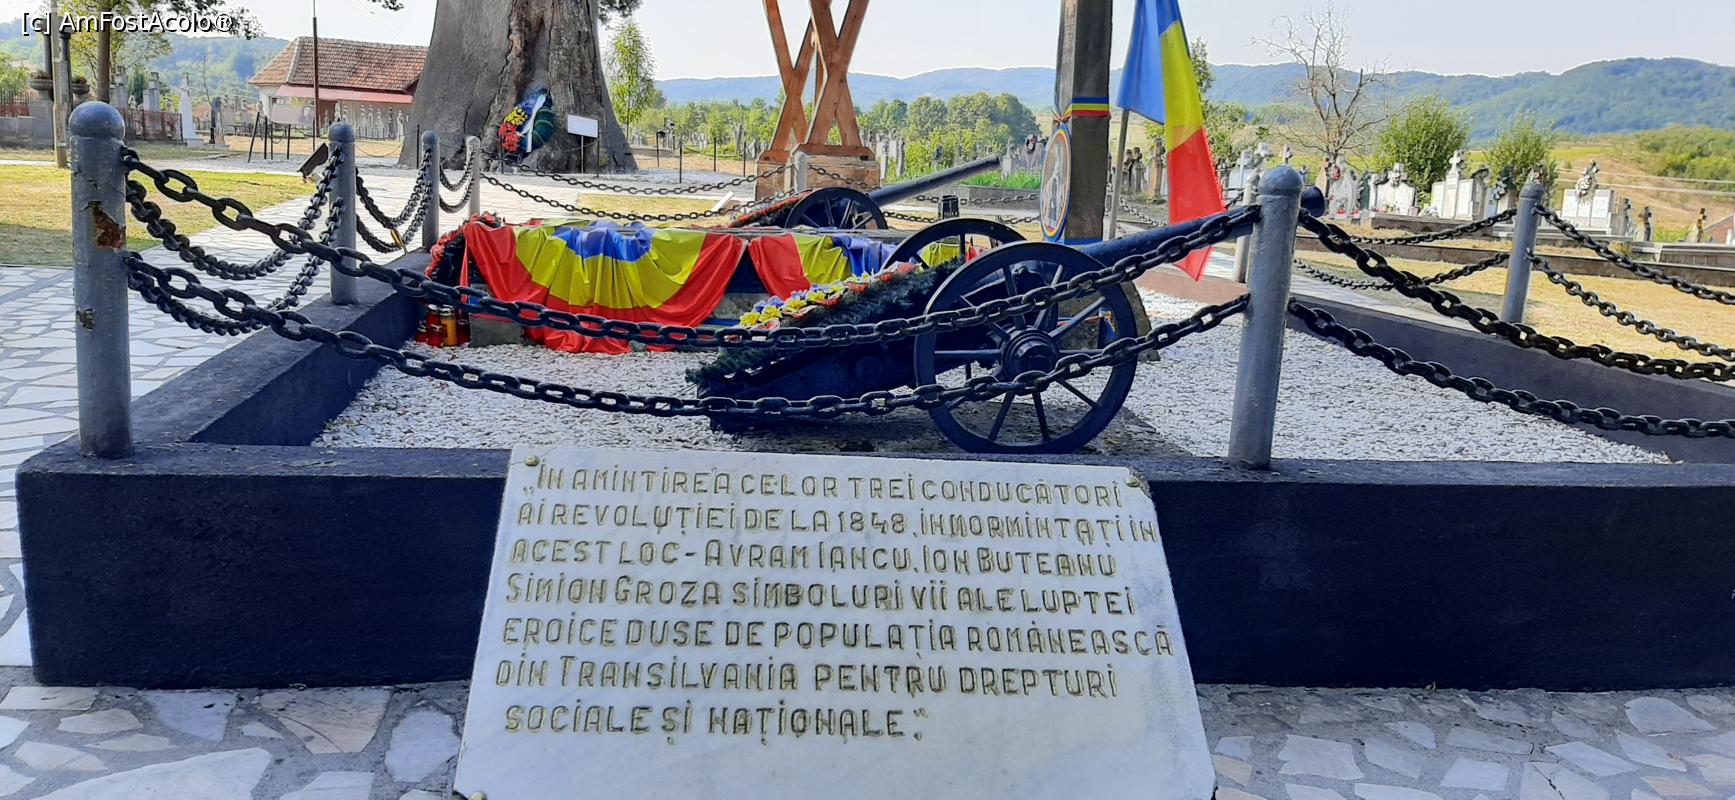 [c] AmFostAcolo®
"ÎN AMINTIREA CELOR TREI CONDUCĂTORI
AI REVOLUȚIEI DE LA 1848, ÎNMORMÎNTAȚI ÎN
ACEST LOC - AVRAM IANCU, ION BUTEANU
SIMION GROZA SIMBOLURI VII ALE LUPTEI
EROICE DUSE DE POPULAȚIA ROMÂNEASCĂ
DIN TRANSILVANIA PENTRU DREPTURI
SOCIALE ȘI NAȚIONALE".